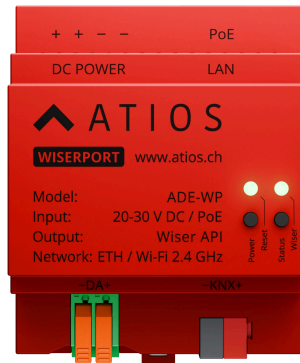 + + − − PoE
DC POWER LAN
ATIOS
WISERPORT www.atios.ch
Model: ADE-WP
Input: 20-30 V DC / PoE
Output: Wiser API
Network: ETH / Wi-Fi 2.4 GHz
Power
Reset
Status
Wiser
−DA+ −KNX+